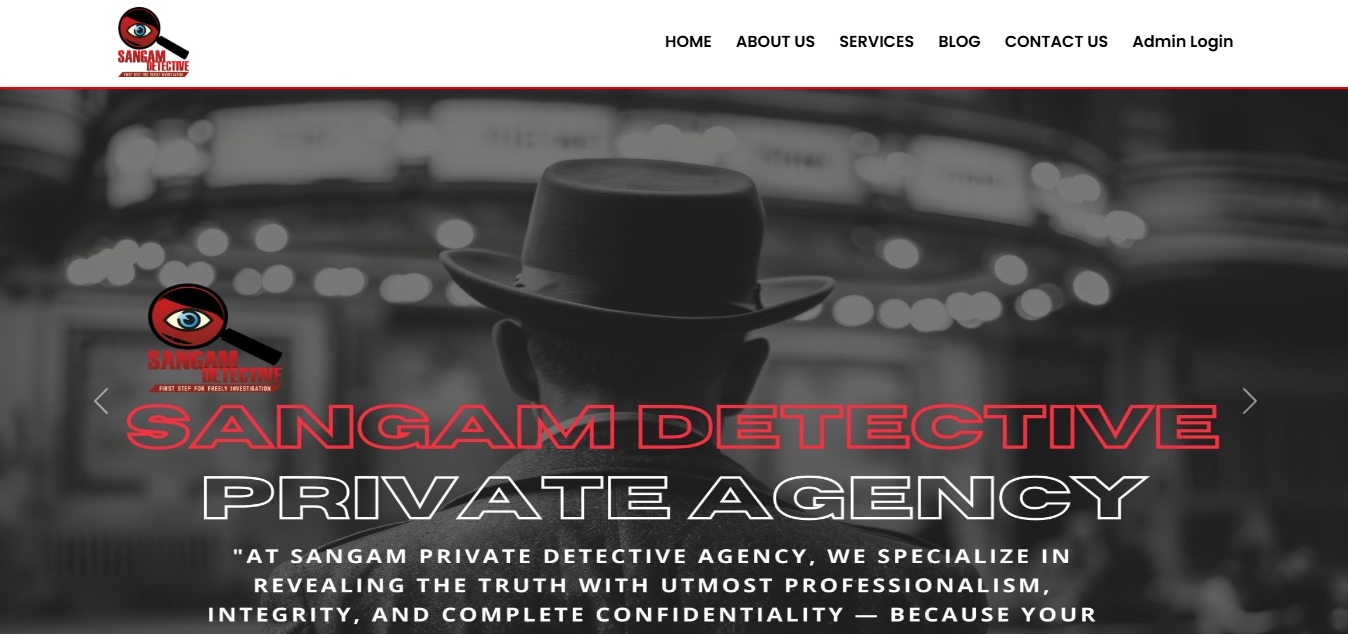 SANGAM
DETECTIVE
FIRST STEP FOR FREELY INVESTIGATION
HOME ABOUT US SERVICES BLOG CONTACT US Admin Login
SANGAM
DETECTIVE
FIRST STEP FOR FREELY INVESTIGATION
SANGAM DETECTIVE
PRIVATE AGENCY
"AT SANGAM PRIVATE DETECTIVE AGENCY, WE SPECIALIZE IN
REVEALING THE TRUTH WITH UTMOST PROFESSIONALISM,
INTEGRITY, AND COMPLETE CONFIDENTIALITY — BECAUSE YOUR